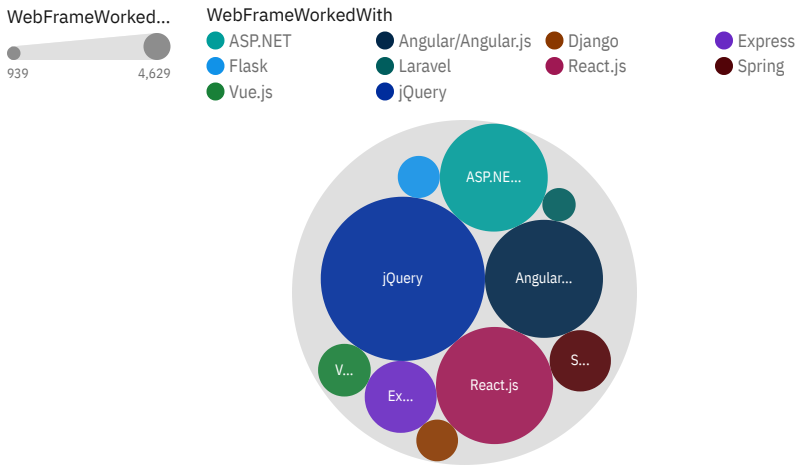 WebFrameWorked...
939 4,629
WebFrameWorkedWith
ASP.NET Angular/Angular.js Django Express
Flask Laravel React.js Spring
Vue.js jQuery
ASP.NE...
jQuery Angular...
V... S...
Ex... React.js